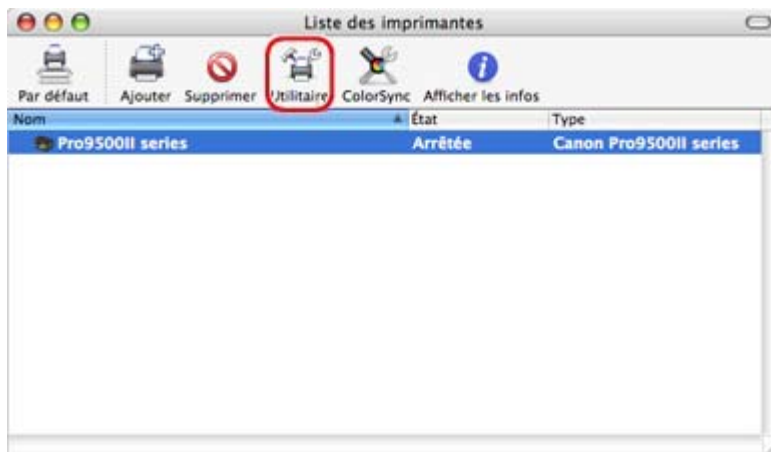 Liste des imprimantes
Par défaut Ajouter Supprimer Utilitaire ColorSync Afficher les infos
Nom État Type
Pro9500II series Arrêtée Canon Pro9500II series